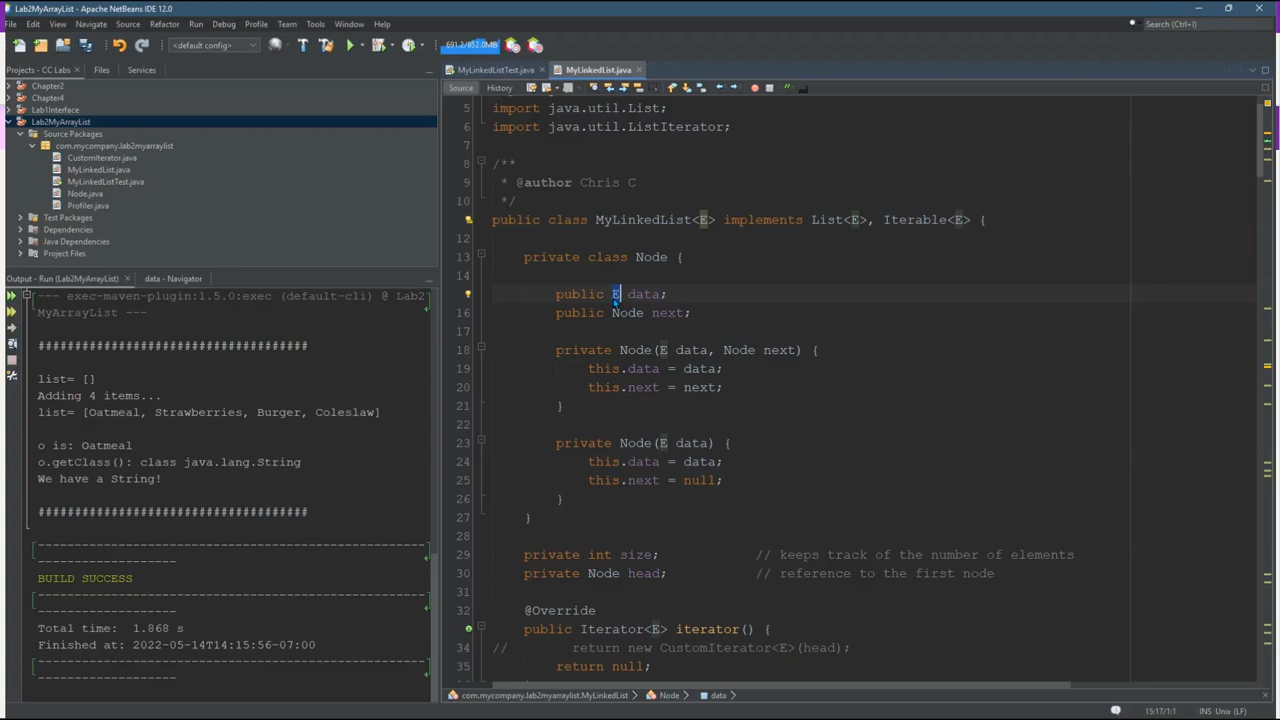 Lab2MyArrayList - Apache NetBeans IDE 12.0
File Edit View Navigate Source Refactor Run Debug Profile Team Tools Window Help
Search (Ctrl+I)
<default config>
691.2/852.0MB
Projects - CC Labs
Files
Services
Chapter2
Chapter4
Lab1Interface
Lab2MyArrayList
Source Packages
com.mycompany.lab2myarraylist
CustomIterator.java
MyLinkedList.java
MyLinkedListTest.java
Node.java
Profiler.java
Test Packages
Dependencies
Java Dependencies
Project Files
Output - Run (Lab2MyArrayList)
data - Navigator
--- exec-maven-plugin:1.5.0:exec (default-cli) @ Lab2
MyArrayList ---
#####################################
list= []
Adding 4 items...
list= [Oatmeal, Strawberries, Burger, Coleslaw]
o is: Oatmeal
o.getClass(): class java.lang.String
We have a String!
#####################################
BUILD SUCCESS
Total time:  1.868 s
Finished at: 2022-05-14T14:15:56-07:00
MyLinkedListTest.java
MyLinkedList.java
Source
History
5 import java.util.List;
6 import java.util.ListIterator;
7
8 /**
9 * @author Chris C
10 */
public class MyLinkedList<E> implements List<E>, Iterable<E> {
12
13 private class Node {
14
public E data;
16 public Node next;
17
18 private Node(E data, Node next) {
19 this.data = data;
20 this.next = next;
21 }
22
23 private Node(E data) {
24 this.data = data;
25 this.next = null;
26 }
27 }
28
29 private int size; // keeps track of the number of elements
30 private Node head; // reference to the first node
31
32 @Override
public Iterator<E> iterator() {
34 // return new CustomIterator<E>(head);
35 return null;
com.mycompany.lab2myarraylist.MyLinkedList
Node
data
15:17/1:1
INS Unix (LF)